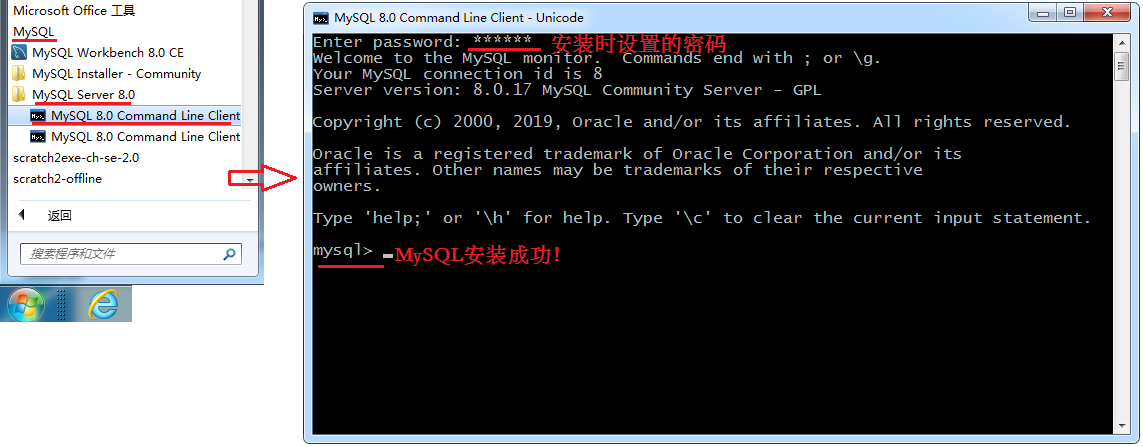 Microsoft Office 工具
MySQL
MySQL Workbench 8.0 CE
MySQL Installer - Community
MySQL Server 8.0
MySQL 8.0 Command Line Client
MySQL 8.0 Command Line Client
scratch2exe-ch-se-2.0
scratch2-offline
返回
搜索程序和文件
MySQL 8.0 Command Line Client - Unicode
Enter password: ****** 安装时设置的密码
Welcome to the MySQL monitor.  Commands end with ; or \g.
Your MySQL connection id is 8
Server version: 8.0.17 MySQL Community Server - GPL
Copyright (c) 2000, 2019, Oracle and/or its affiliates. All rights reserved.
Oracle is a registered trademark of Oracle Corporation and/or its
affiliates. Other names may be trademarks of their respective
owners.
Type 'help;' or '\h' for help. Type '\c' to clear the current input statement.
mysql> MySQL安装成功!